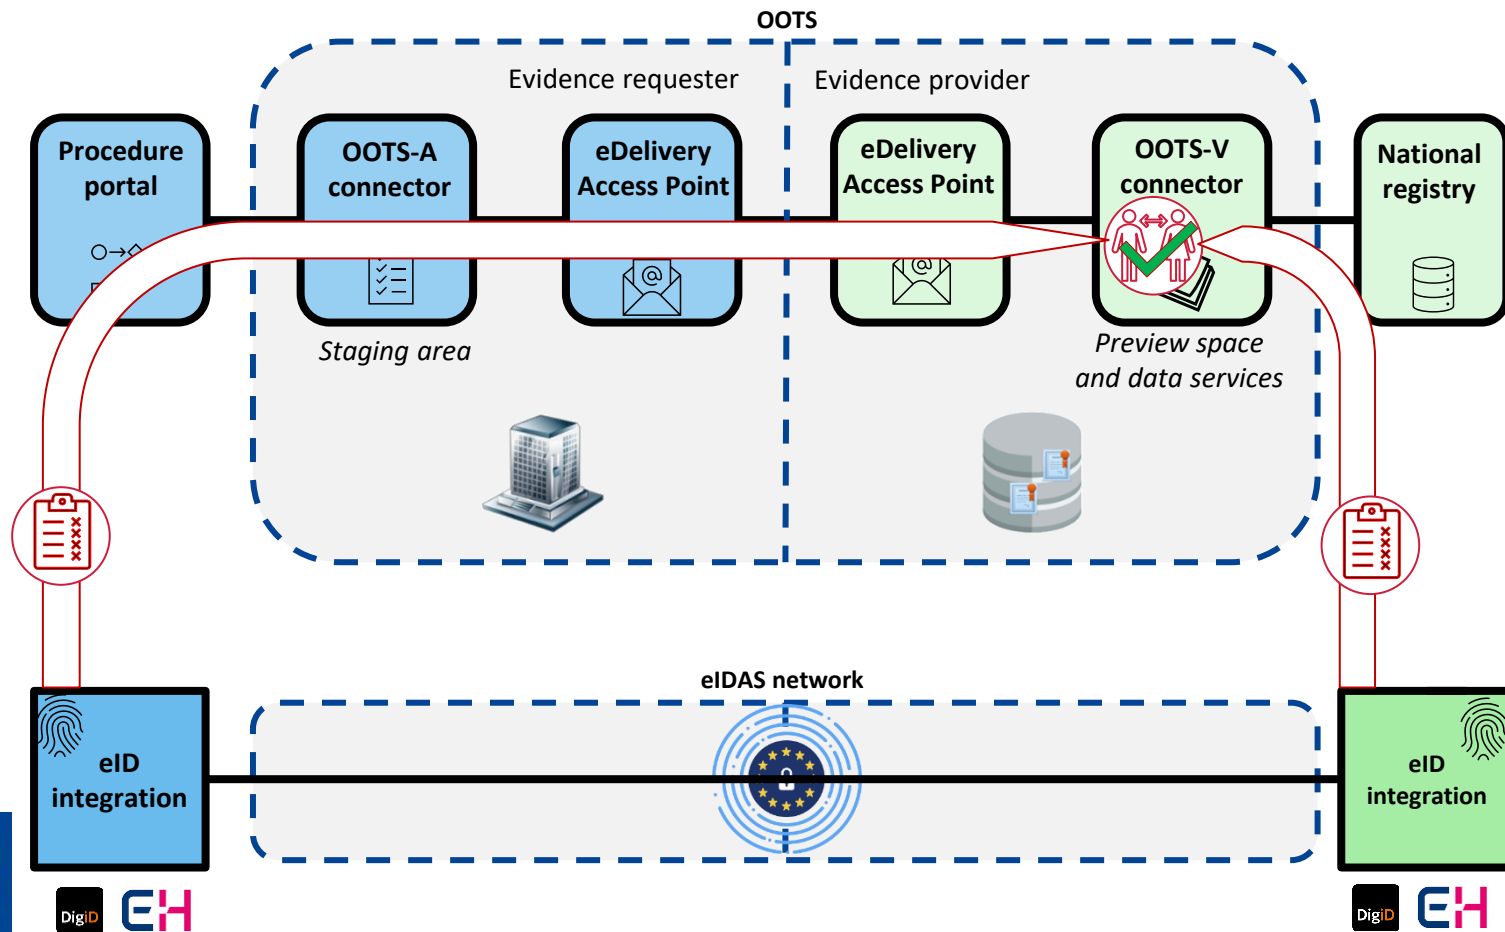 OOTS
Evidence requester
Evidence provider
Procedure
portal
OOTS-A
connector
eDelivery
Access Point
eDelivery
Access Point
OOTS-V
connector
National
registry
@
@
Staging area
Preview space
and data services
eIDAS network
eID
integration
eID
integration
DigiD
EH
DigiD
EH